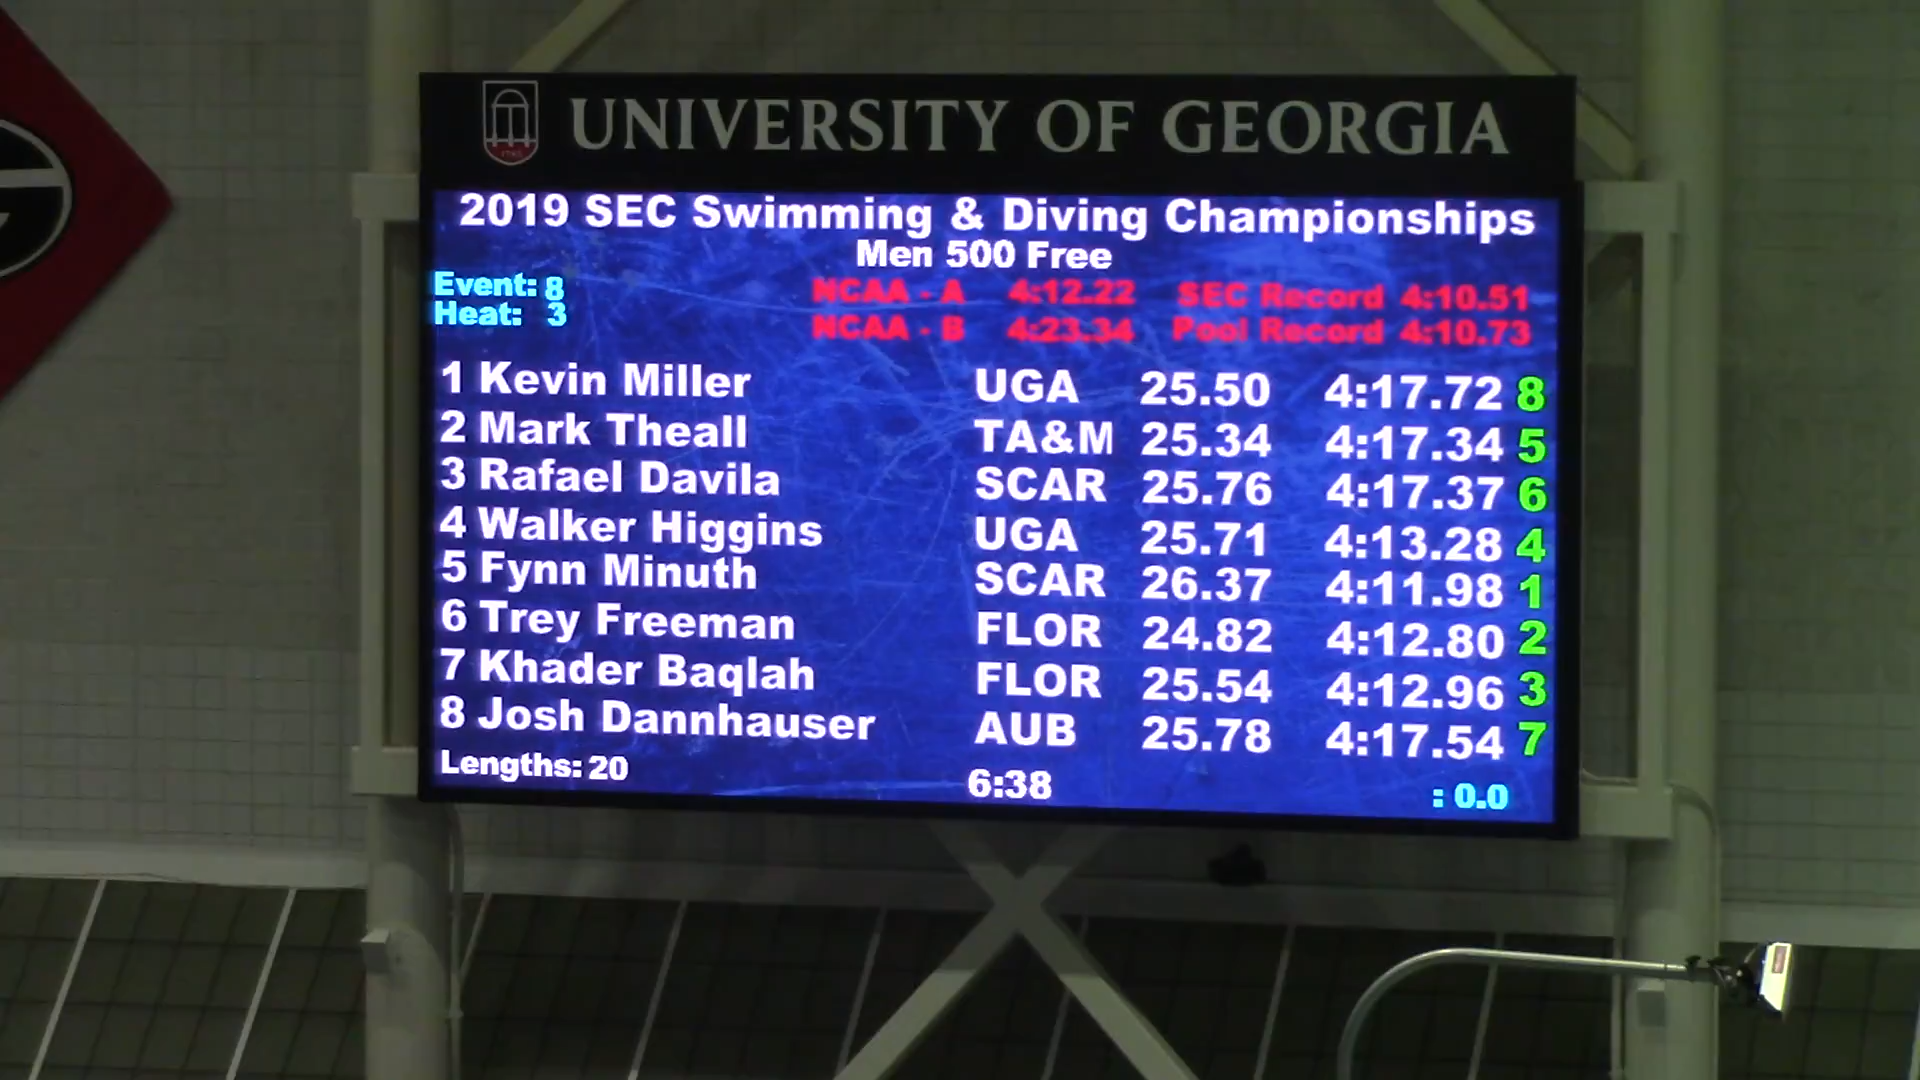 UNIVERSITY OF GEORGIA
2019 SEC Swimming & Diving Championships
Men 500 Free
Event: 8 NCAA - A 4:12.22 SEC Record 4:10.51
Heat: 3 NCAA - B 4:23.34 Pool Record 4:10.73
1 Kevin Miller UGA 25.50 4:17.72 8
2 Mark Theall TA&M 25.34 4:17.34 5
3 Rafael Davila SCAR 25.76 4:17.37 6
4 Walker Higgins UGA 25.71 4:13.28 4
5 Fynn Minuth SCAR 26.37 4:11.98 1
6 Trey Freeman FLOR 24.82 4:12.80 2
7 Khader Baqlah FLOR 25.54 4:12.96 3
8 Josh Dannhauser AUB 25.78 4:17.54 7
Lengths: 20 6:38 : 0.0